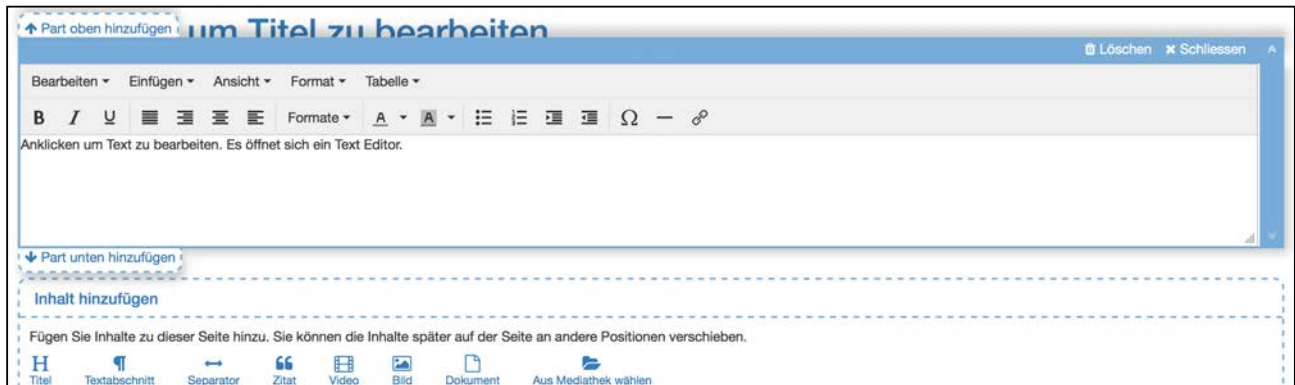 Part oben hinzufügen um Titel zu bearbeiten
Löschen Schliessen
Bearbeiten Einfügen Ansicht Format Tabelle
B I U Formate A A Ω
Anklicken um Text zu bearbeiten. Es öffnet sich ein Text Editor.
Part unten hinzufügen
Inhalt hinzufügen
Fügen Sie Inhalte zu dieser Seite hinzu. Sie können die Inhalte später auf der Seite an andere Positionen verschieben.
Titel Textabschnitt Separator Zitat Video Bild Dokument Aus Mediathek wählen